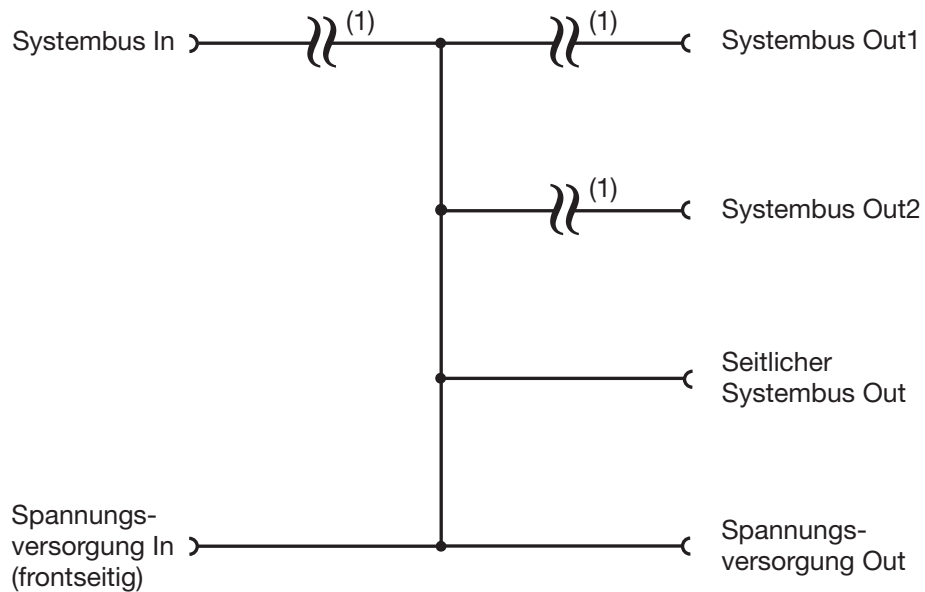 Systembus In
(1)
(1)
Systembus Out1
(1)
Systembus Out2
Seitlicher
Systembus Out
Spannungs-
versorgung In
(frontseitig)
Spannungs-
versorgung Out